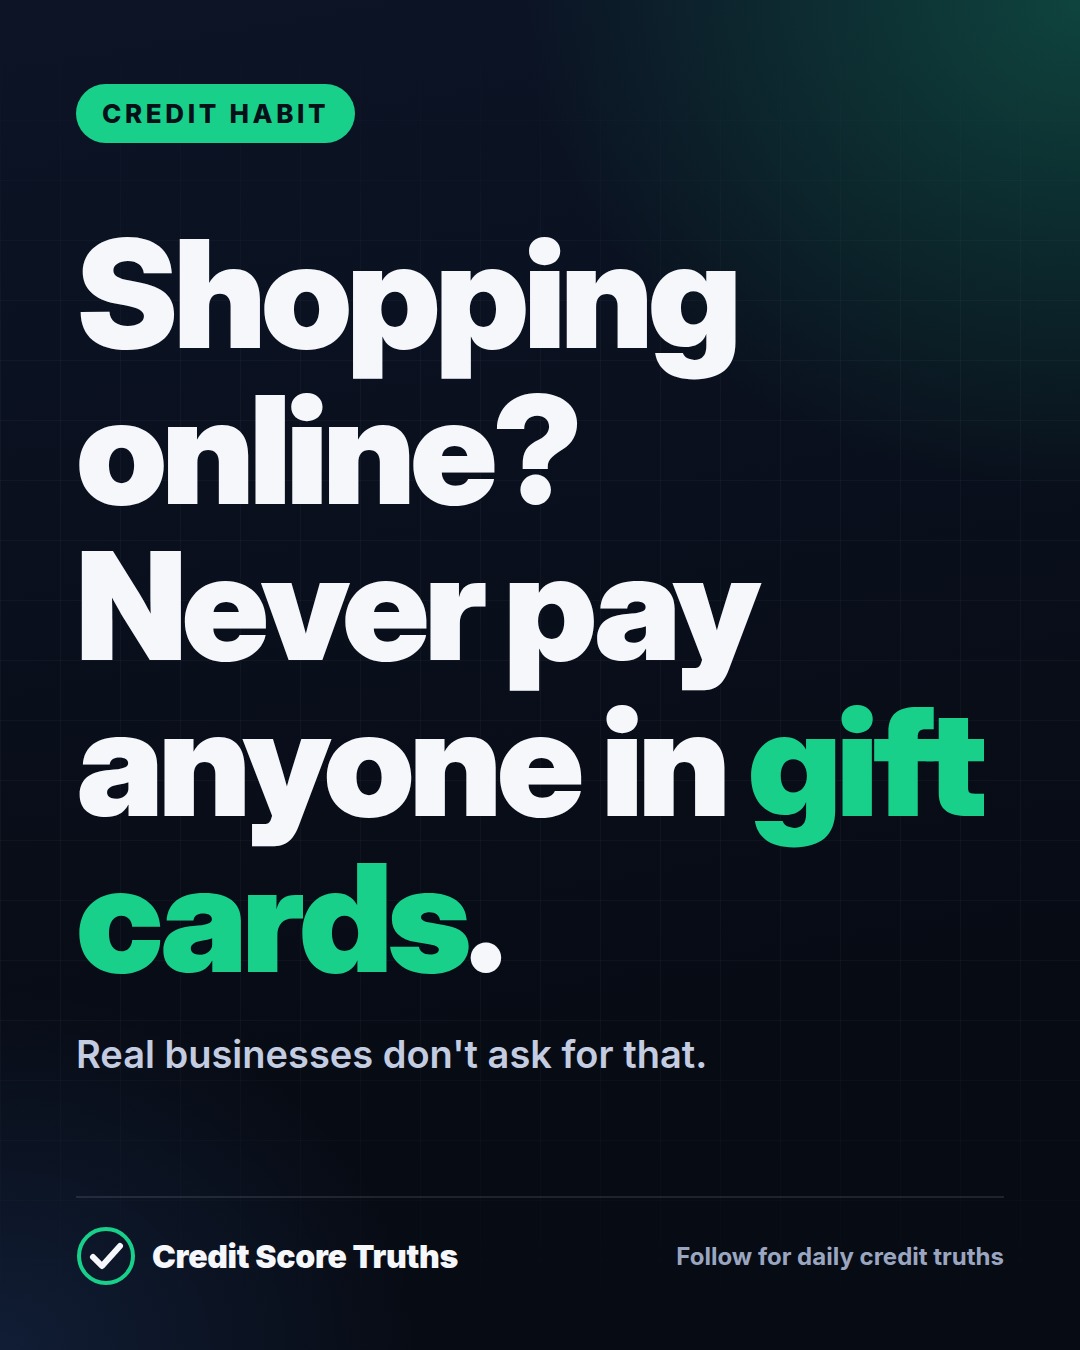 CREDIT HABIT
Shopping
online?
Never pay
anyone in gift
cards.
Real businesses don't ask for that.
Credit Score Truths
Follow for daily credit truths